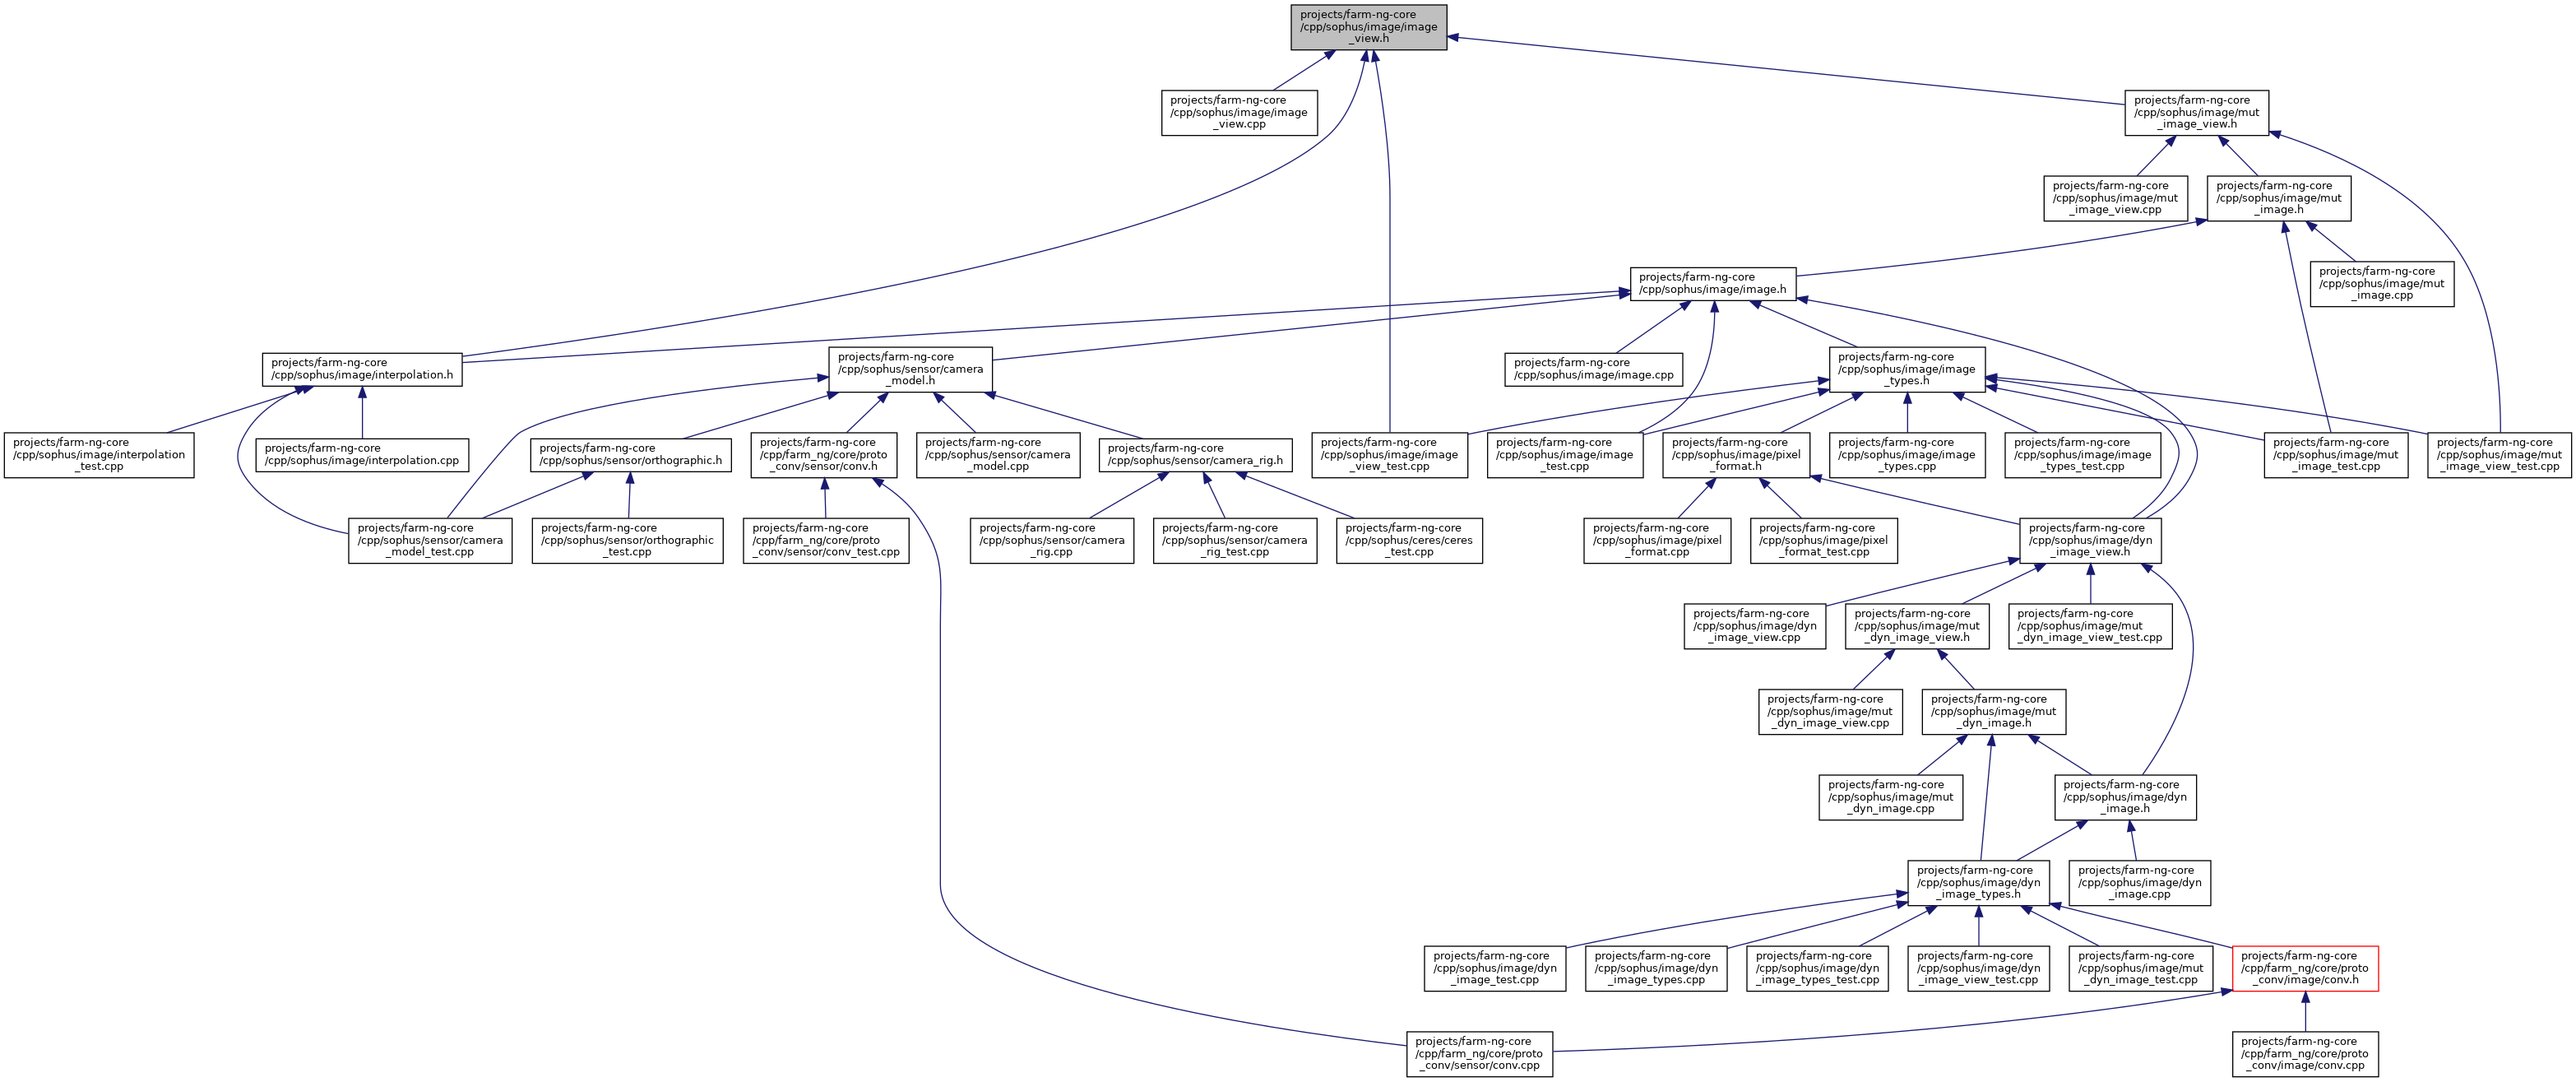 projects/farm-ng-core
/cpp/sophus/image/image
_view.h
projects/farm-ng-core
/cpp/sophus/image/image
_view.cpp
projects/farm-ng-core
/cpp/sophus/image/mut
_image_view.h
projects/farm-ng-core
/cpp/sophus/image/mut
_image_view.cpp
projects/farm-ng-core
/cpp/sophus/image/mut
_image.h
projects/farm-ng-core
/cpp/sophus/image/image.h
projects/farm-ng-core
/cpp/sophus/image/mut
_image.cpp
projects/farm-ng-core
/cpp/sophus/image/interpolation.h
projects/farm-ng-core
/cpp/sophus/sensor/camera
_model.h
projects/farm-ng-core
/cpp/sophus/image/image.cpp
projects/farm-ng-core
/cpp/sophus/image/image
_types.h
projects/farm-ng-core
/cpp/sophus/image/interpolation
_test.cpp
projects/farm-ng-core
/cpp/sophus/image/interpolation.cpp
projects/farm-ng-core
/cpp/sophus/sensor/orthographic.h
projects/farm-ng-core
/cpp/farm_ng/core/proto
_conv/sensor/conv.h
projects/farm-ng-core
/cpp/sophus/sensor/camera
_model.cpp
projects/farm-ng-core
/cpp/sophus/sensor/camera_rig.h
projects/farm-ng-core
/cpp/sophus/image/image
_view_test.cpp
projects/farm-ng-core
/cpp/sophus/image/image
_test.cpp
projects/farm-ng-core
/cpp/sophus/image/pixel
_format.h
projects/farm-ng-core
/cpp/sophus/image/image
_types.cpp
projects/farm-ng-core
/cpp/sophus/image/image
_types_test.cpp
projects/farm-ng-core
/cpp/sophus/image/mut
_image_test.cpp
projects/farm-ng-core
/cpp/sophus/image/mut
_image_view_test.cpp
projects/farm-ng-core
/cpp/sophus/sensor/camera
_model_test.cpp
projects/farm-ng-core
/cpp/sophus/sensor/orthographic
_test.cpp
projects/farm-ng-core
/cpp/farm_ng/core/proto
_conv/sensor/conv_test.cpp
projects/farm-ng-core
/cpp/sophus/sensor/camera
_rig.cpp
projects/farm-ng-core
/cpp/sophus/sensor/camera
_rig_test.cpp
projects/farm-ng-core
/cpp/sophus/ceres/ceres
_test.cpp
projects/farm-ng-core
/cpp/sophus/image/pixel
_format.cpp
projects/farm-ng-core
/cpp/sophus/image/pixel
_format_test.cpp
projects/farm-ng-core
/cpp/sophus/image/dyn
_image_view.h
projects/farm-ng-core
/cpp/sophus/image/dyn
_image_view.cpp
projects/farm-ng-core
/cpp/sophus/image/mut
_dyn_image_view.h
projects/farm-ng-core
/cpp/sophus/image/mut
_dyn_image_view_test.cpp
projects/farm-ng-core
/cpp/sophus/image/mut
_dyn_image_view.cpp
projects/farm-ng-core
/cpp/sophus/image/mut
_dyn_image.h
projects/farm-ng-core
/cpp/sophus/image/mut
_dyn_image.cpp
projects/farm-ng-core
/cpp/sophus/image/dyn
_image.h
projects/farm-ng-core
/cpp/sophus/image/dyn
_image_types.h
projects/farm-ng-core
/cpp/sophus/image/dyn
_image.cpp
projects/farm-ng-core
/cpp/sophus/image/dyn
_image_test.cpp
projects/farm-ng-core
/cpp/sophus/image/dyn
_image_types.cpp
projects/farm-ng-core
/cpp/sophus/image/dyn
_image_types_test.cpp
projects/farm-ng-core
/cpp/sophus/image/dyn
_image_view_test.cpp
projects/farm-ng-core
/cpp/sophus/image/mut
_dyn_image_test.cpp
projects/farm-ng-core
/cpp/farm_ng/core/proto
_conv/image/conv.h
projects/farm-ng-core
/cpp/farm_ng/core/proto
_conv/sensor/conv.cpp
projects/farm-ng-core
/cpp/farm_ng/core/proto
_conv/image/conv.cpp